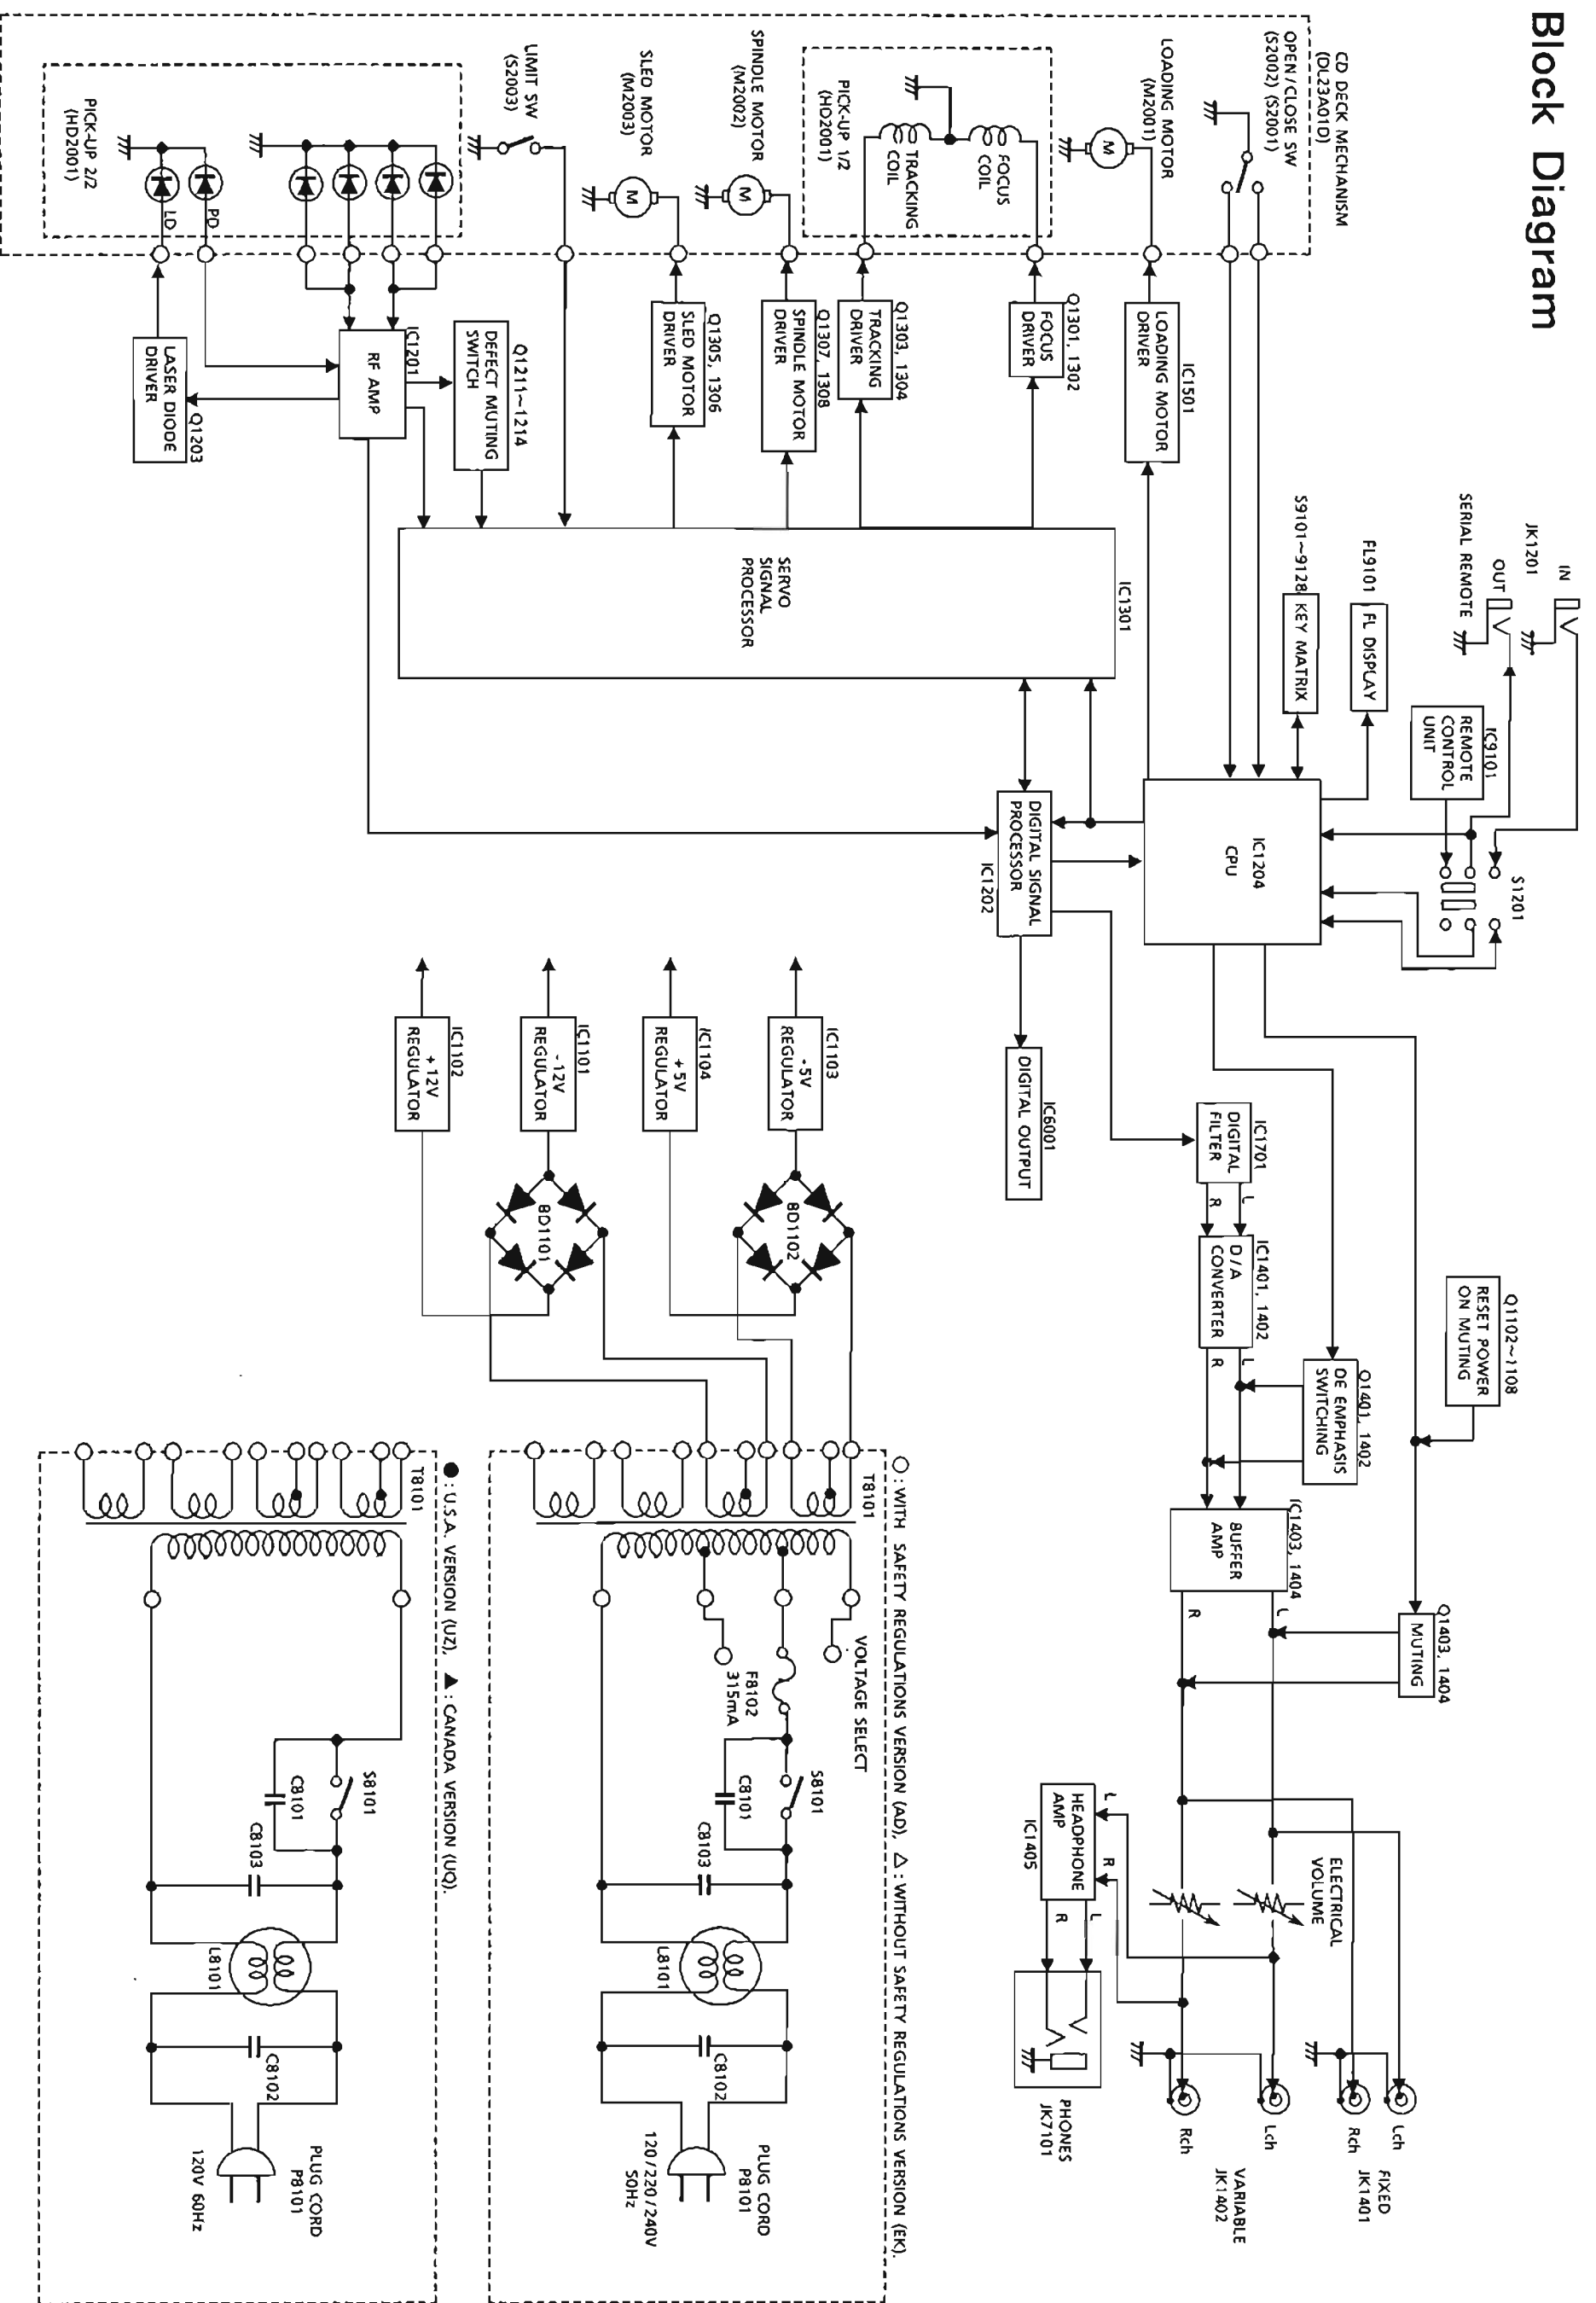 Block Diagram
CD DECK MECHANISM
(DL23A01D)
OPEN/CLOSE SW
(S2002) (S2001)
LOADING MOTOR
(M2001)
FOCUS
COIL
TRACKING
COIL
PICK-UP 1/2
(HD2001)
SPINDLE MOTOR
(M2002)
SLED MOTOR
(M2003)
LIMIT SW
(S2003)
PICK-UP 2/2
(HD2001)
M
M
M
PD
LD
IC1501
LOADING MOTOR
DRIVER
Q1301, 1302
FOCUS
DRIVER
Q1303, 1304
TRACKING
DRIVER
Q1307, 1308
SPINDLE MOTOR
DRIVER
Q1305, 1306
SLED MOTOR
DRIVER
Q1211~1214
DEFECT MUTING
SWITCH
IC1201
RF AMP
Q1203
LASER DIODE
DRIVER
IC1301
SERVO
SIGNAL
PROCESSOR
IN
JK1201
OUT
SERIAL REMOTE
FL9101
FL DISPLAY
S9101~9128
KEY MATRIX
IC9101
REMOTE
CONTROL
UNIT
S1201
IC1204
CPU
DIGITAL SIGNAL
PROCESSOR
IC1202
IC6001
DIGITAL OUTPUT
IC1701
DIGITAL
FILTER
L
R
IC1401, 1402
D/A
CONVERTER
L
R
Q1401, 1402
DE EMPHASIS
SWITCHING
Q1102~1108
RESET POWER
ON MUTING
IC1403, 1404
BUFFER
AMP
L
R
Q1403, 1404
MUTING
ELECTRICAL
VOLUME
L
R
HEADPHONE
AMP
IC1405
L
R
PHONES
JK7101
Lch
Rch
FIXED
JK1401
Lch
Rch
VARIABLE
JK1402
IC1103
-5V
REGULATOR
IC1104
+5V
REGULATOR
IC1101
-12V
REGULATOR
IC1102
+12V
REGULATOR
BD1102
BD1101
○ : WITH SAFETY REGULATIONS VERSION (AD), △ : WITHOUT SAFETY REGULATIONS VERSION (EK).
T8101
VOLTAGE SELECT
F8102
315mA
S8101
C8101
C8103
L8101
C8102
PLUG CORD
P8101
120/220/240V
50Hz
● : U.S.A. VERSION (UZ), ▲ : CANADA VERSION (UQ).
T8101
S8101
C8101
C8103
L8101
C8102
PLUG CORD
P8101
120V 60Hz